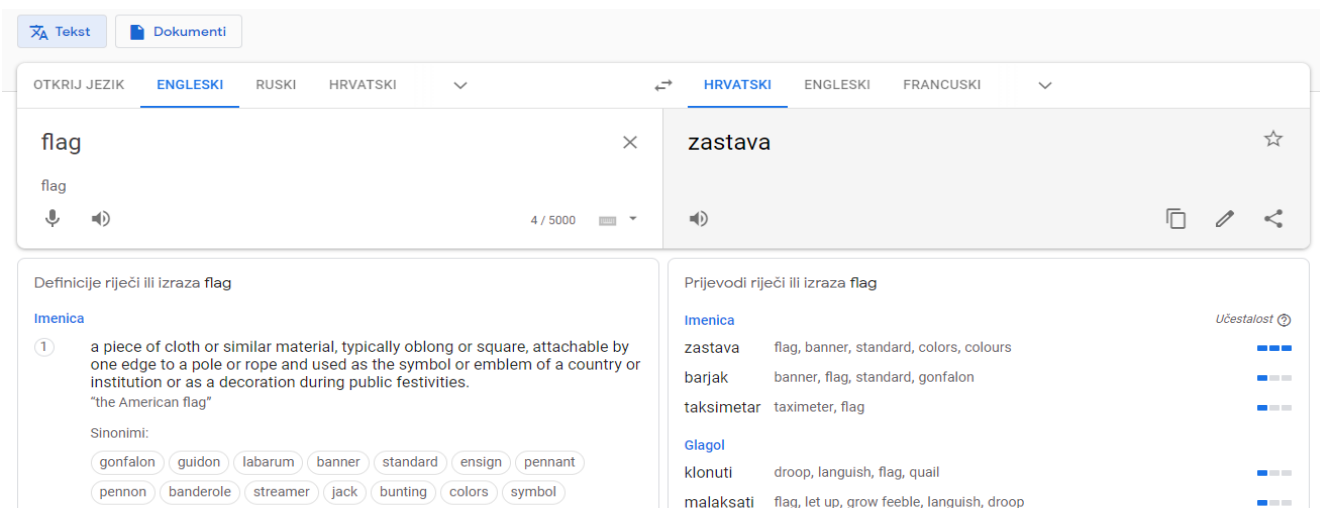 Tekst
Dokumenti
OTKRIJ JEZIK ENGLESKI RUSKI HRVATSKI
HRVATSKI ENGLESKI FRANCUSKI
flag
flag
4 / 5000
zastava
Definicije riječi ili izraza flag
Imenica
1 a piece of cloth or similar material, typically oblong or square, attachable by
one edge to a pole or rope and used as the symbol or emblem of a country or
institution or as a decoration during public festivities.
“the American flag”
Sinonimi:
gonfalon guidon labarum banner standard ensign pennant
pennon banderole streamer jack bunting colors symbol
Prijevodi riječi ili izraza flag
Imenica Učestalost
zastava flag, banner, standard, colors, colours
barjak banner, flag, standard, gonfalon
taksimetar taximeter, flag
Glagol
klonuti droop, languish, flag, quail
malaksati flag, let up, grow feeble, languish, droop